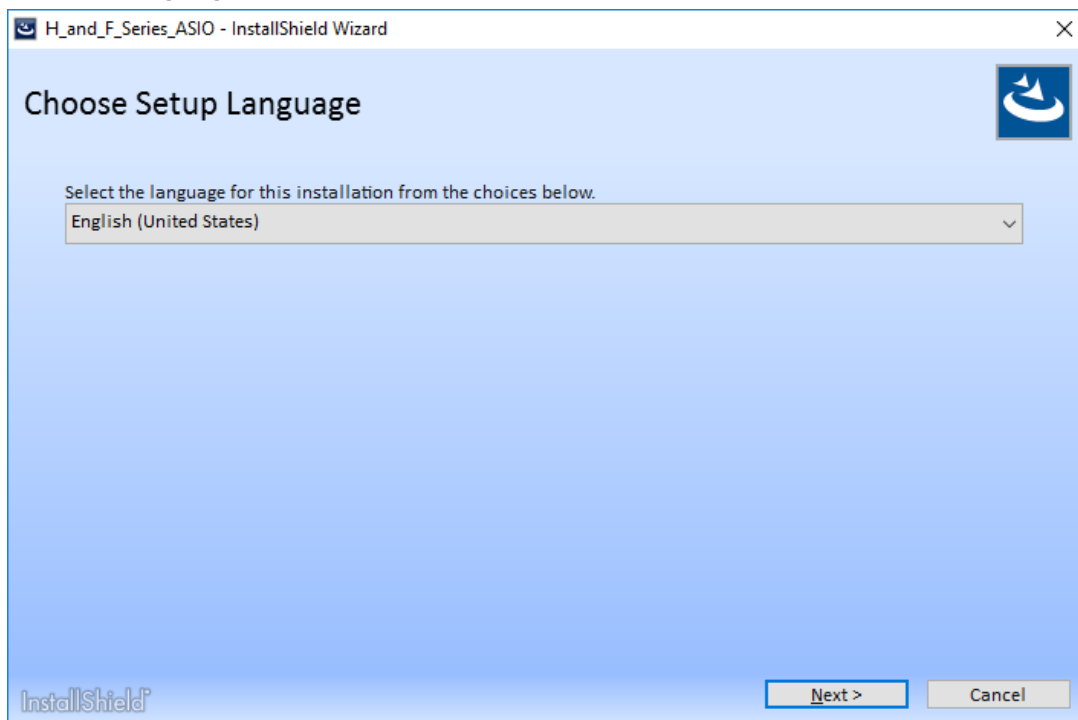 H_and_F_Series_ASIO - InstallShield Wizard
Choose Setup Language
Select the language for this installation from the choices below.
English (United States)
InstallShield
Next >
Cancel